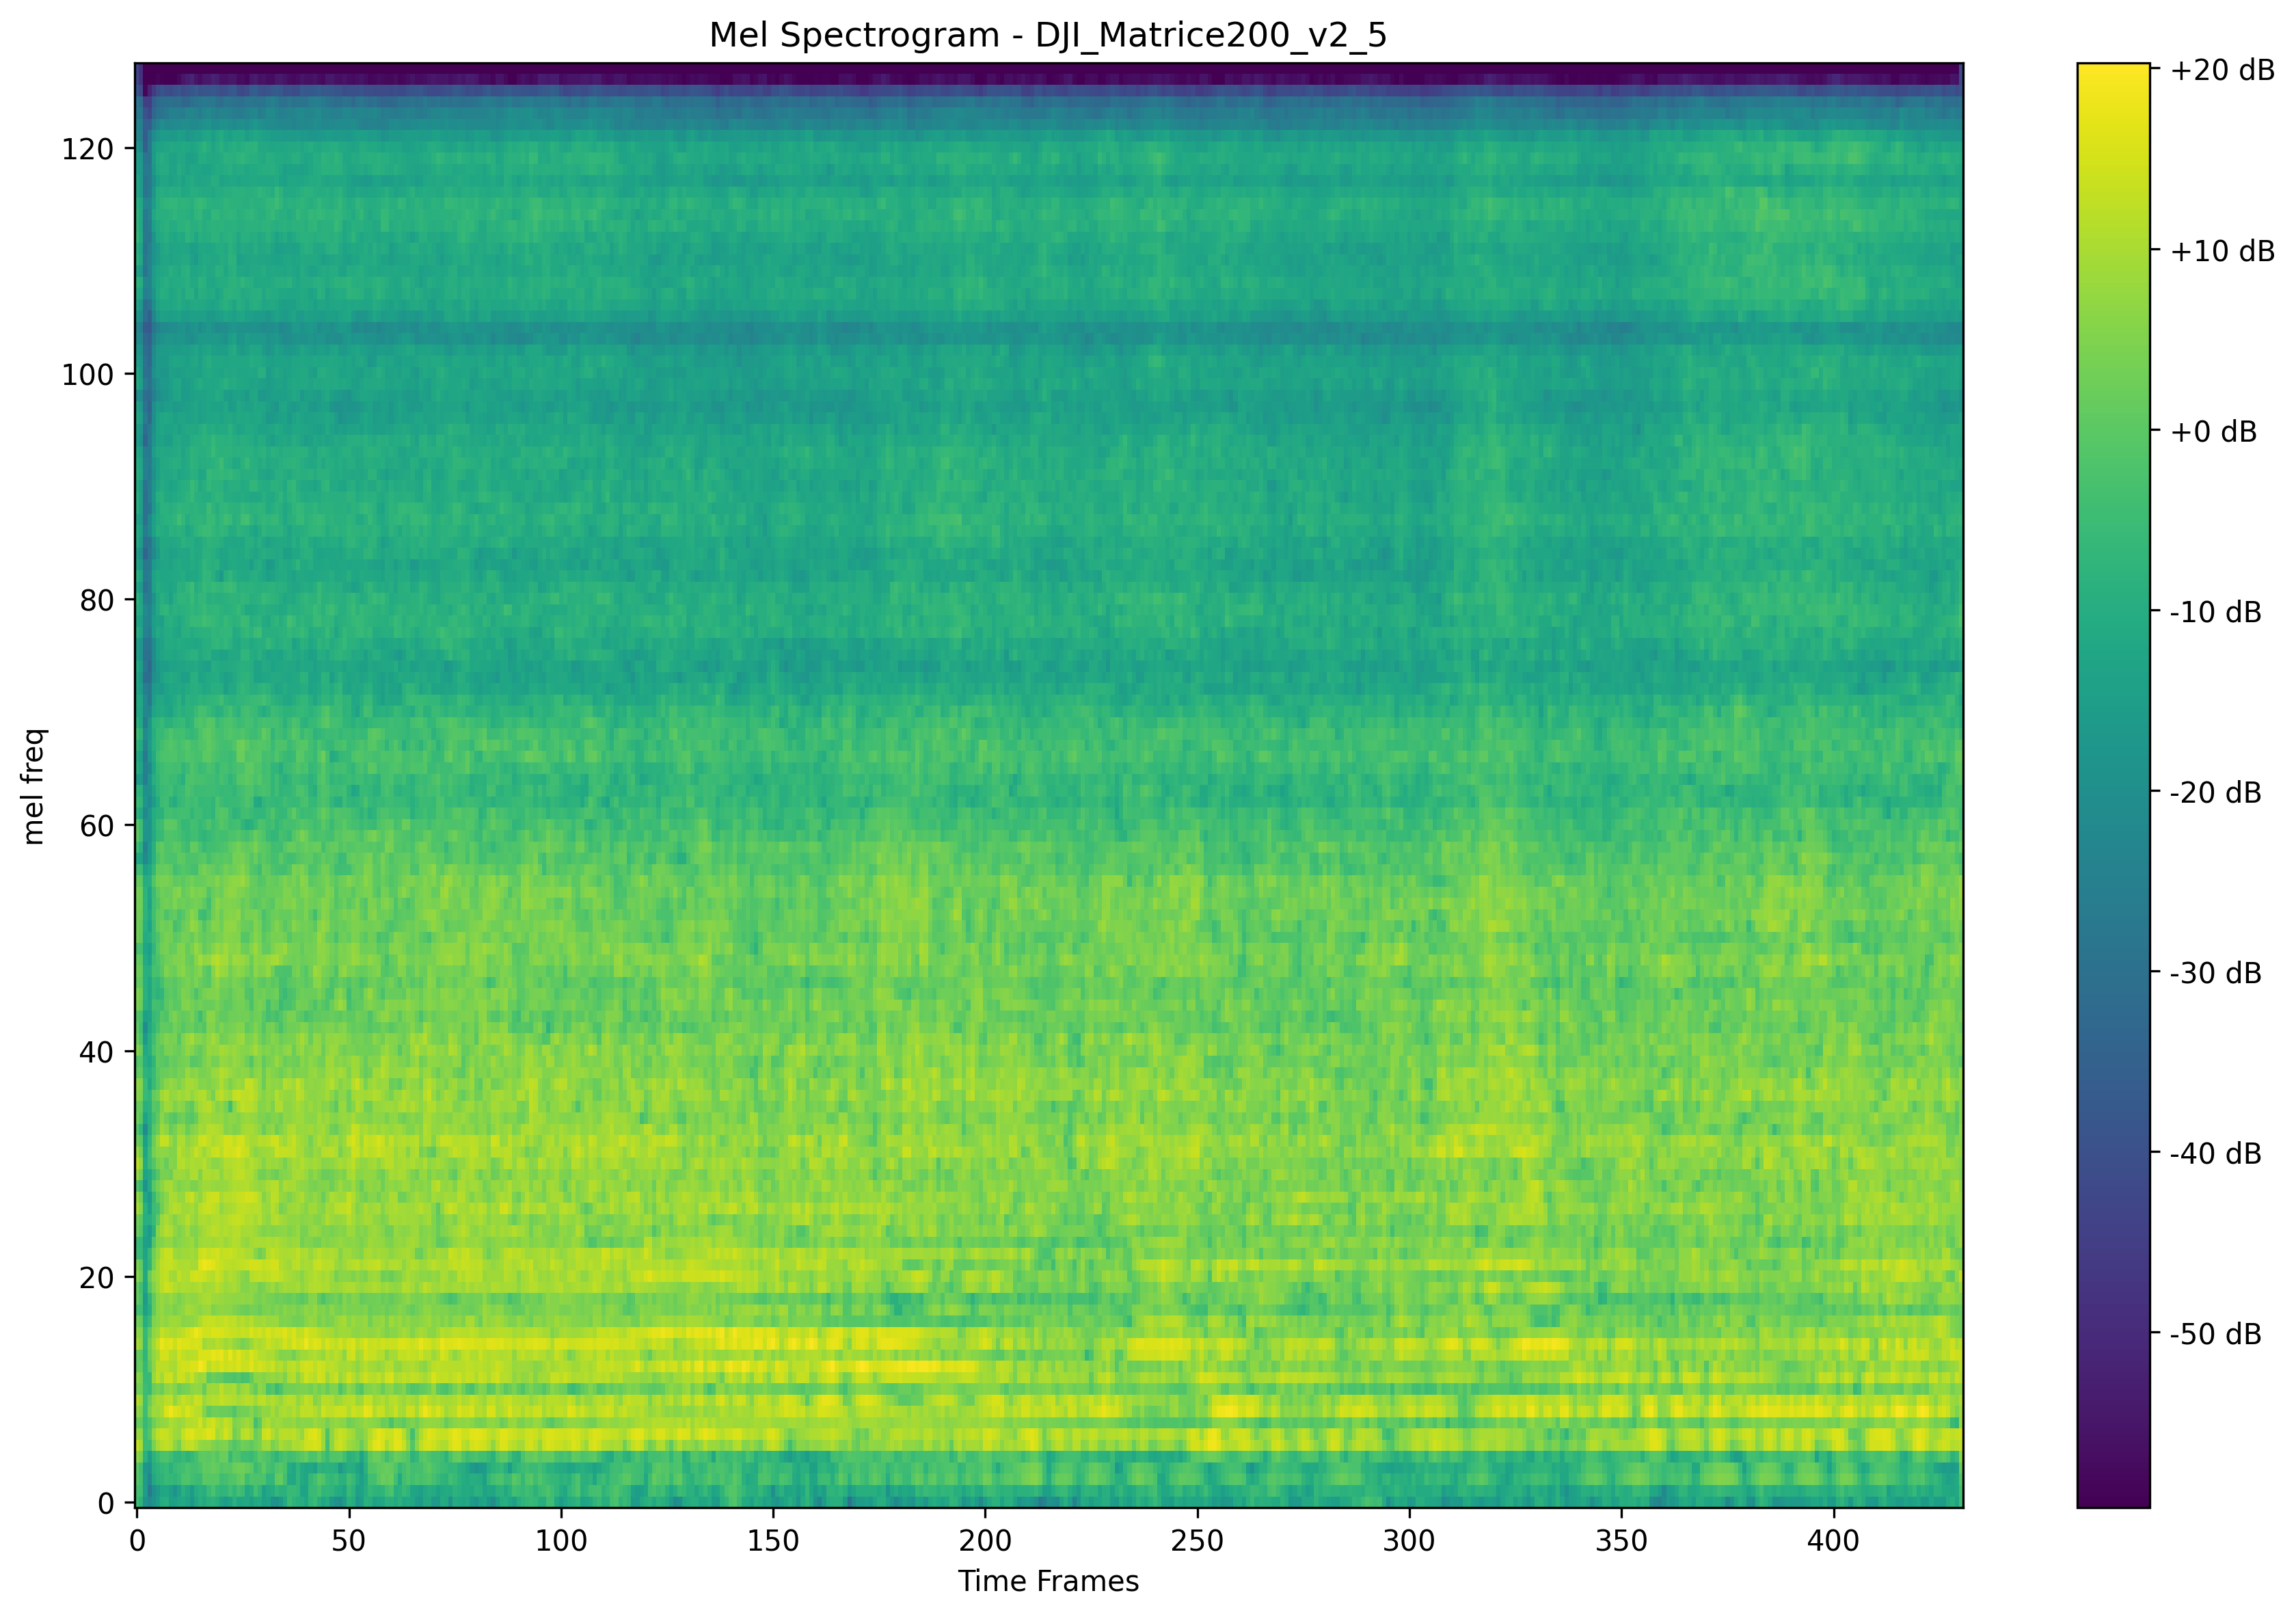 Mel Spectrogram - DJI_Matrice200_v2_5
mel freq
120
100
80
60
40
20
0
0 50 100 150 200 250 300 350 400
Time Frames
+20 dB
+10 dB
+0 dB
-10 dB
-20 dB
-30 dB
-40 dB
-50 dB